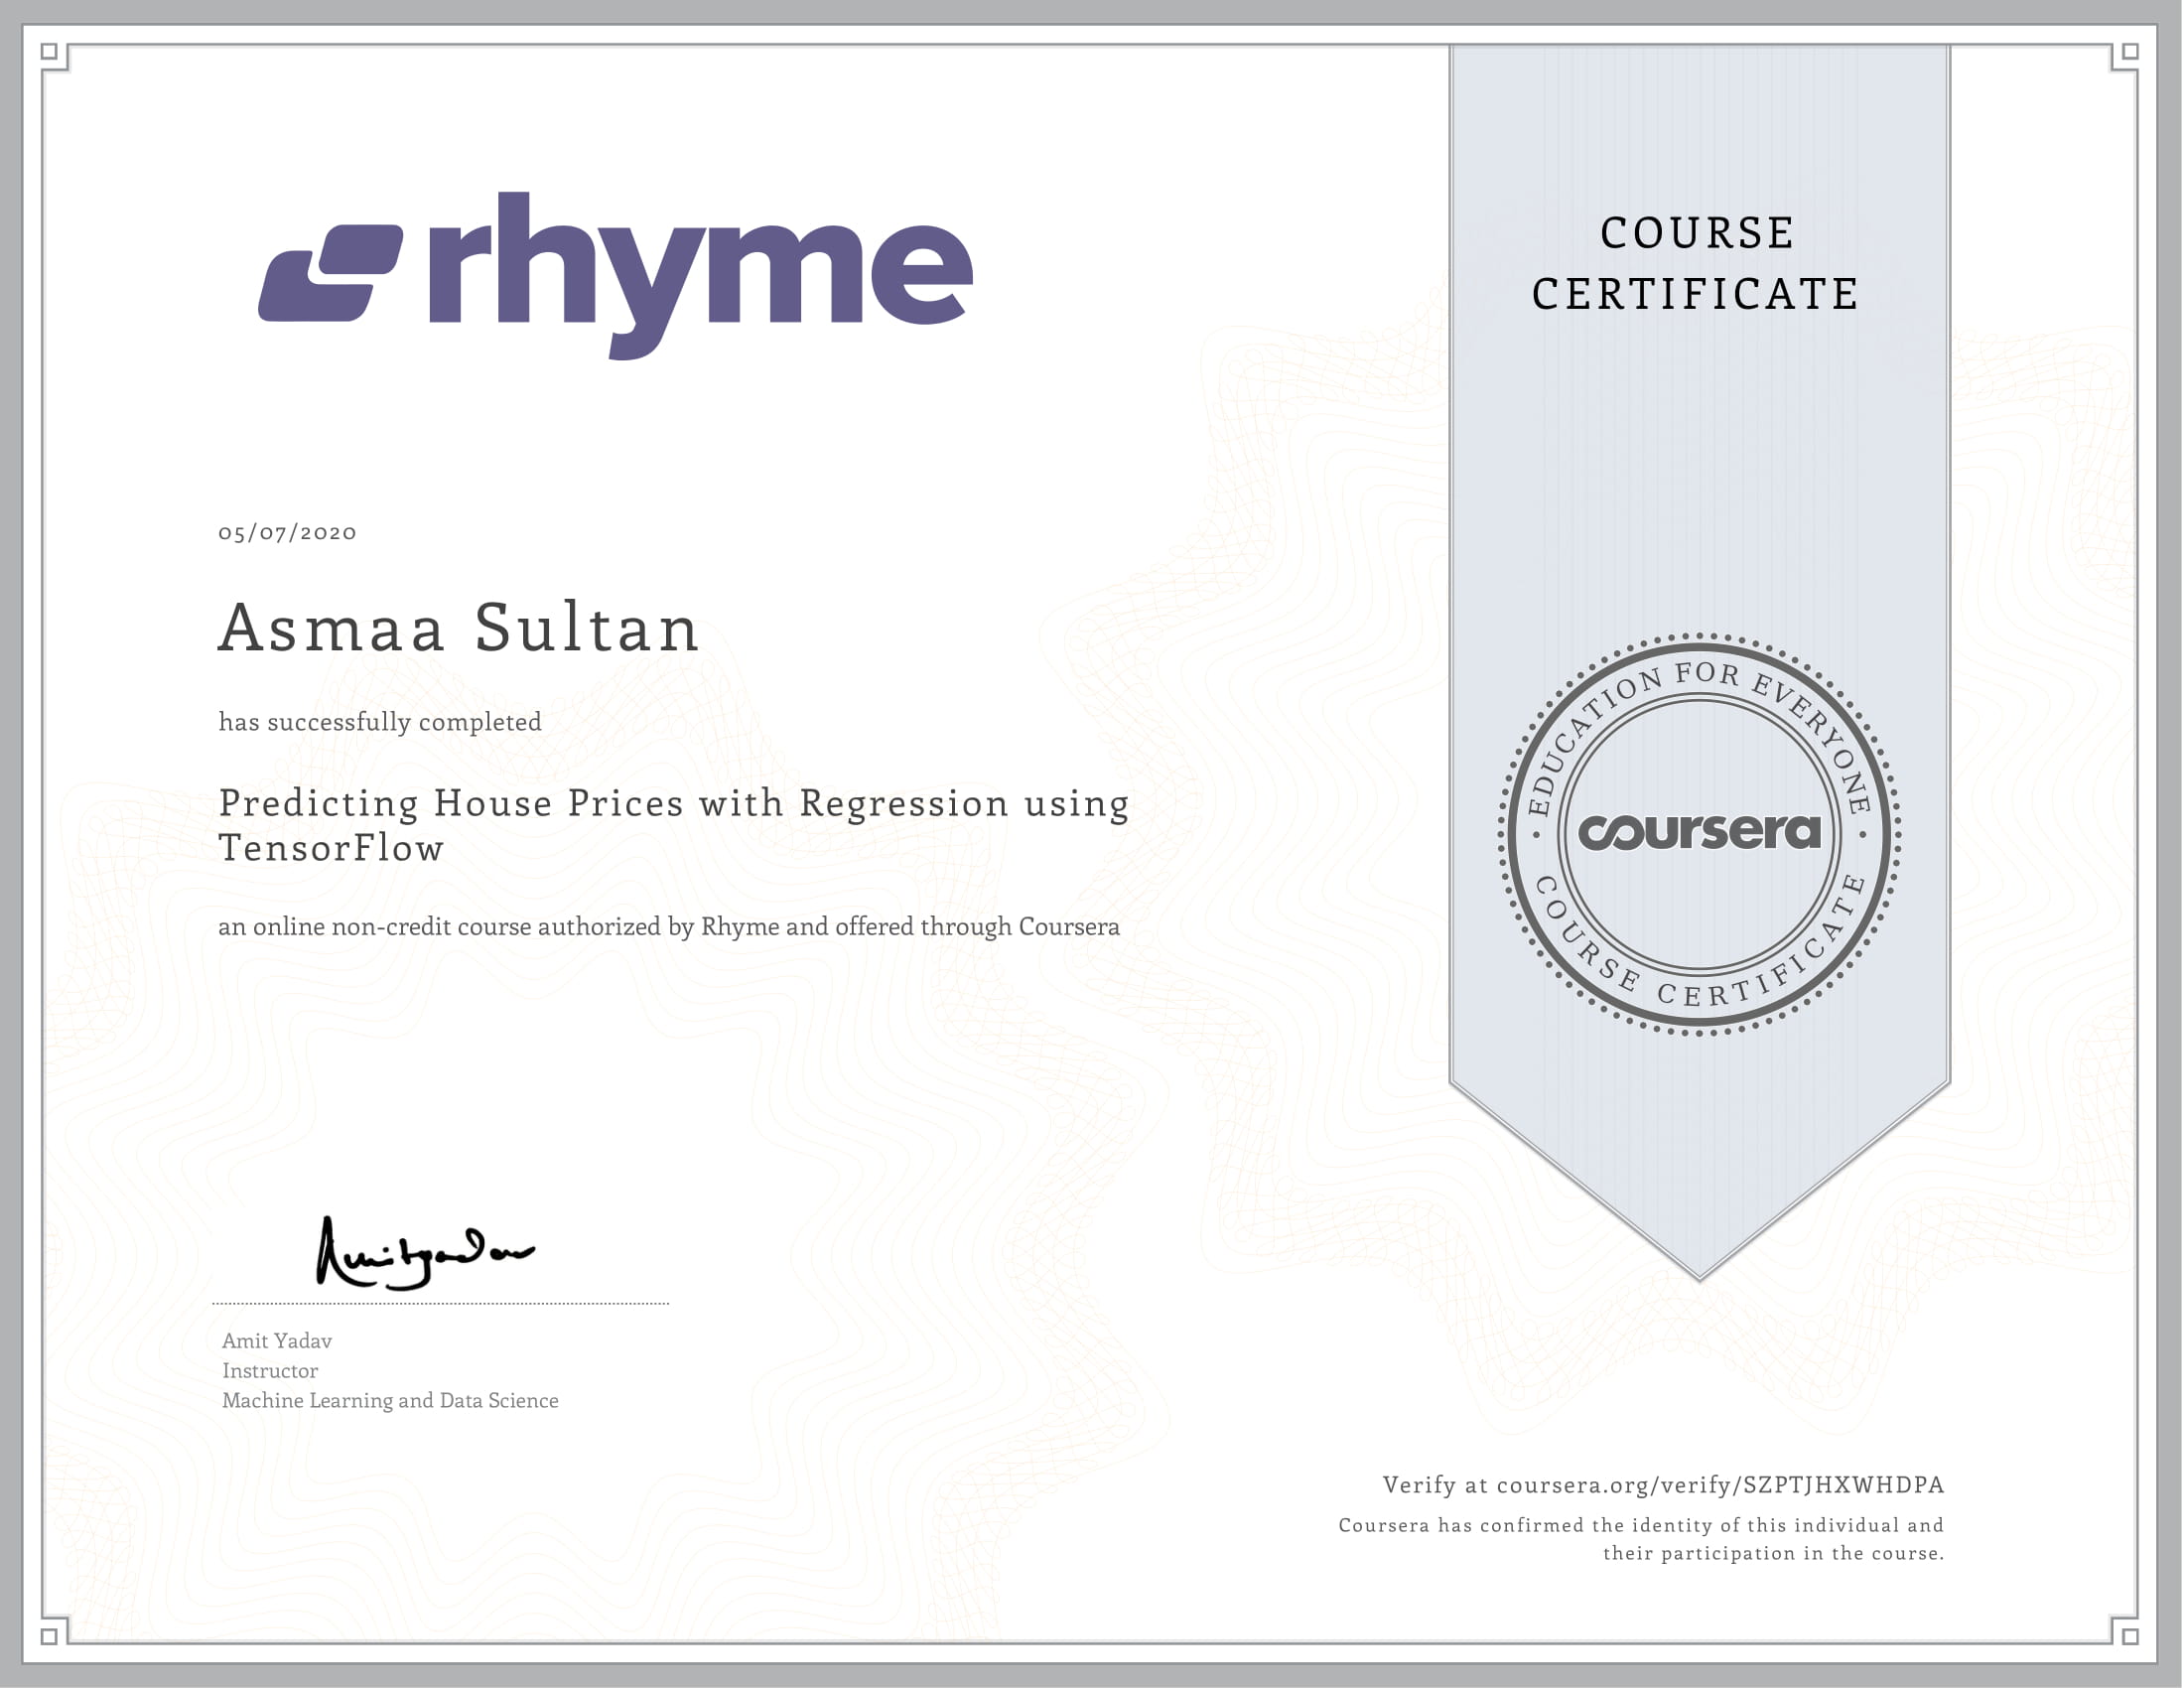 rhyme
COURSE
CERTIFICATE
05/07/2020
Asmaa Sultan
has successfully completed
Predicting House Prices with Regression using
TensorFlow
an online non-credit course authorized by Rhyme and offered through Coursera
EDUCATION FOR EVERYONE
coursera
COURSE CERTIFICATE
Amit Yadav
Amit Yadav
Instructor
Machine Learning and Data Science
Verify at coursera.org/verify/SZPTJHXWHDPA
Coursera has confirmed the identity of this individual and
their participation in the course.